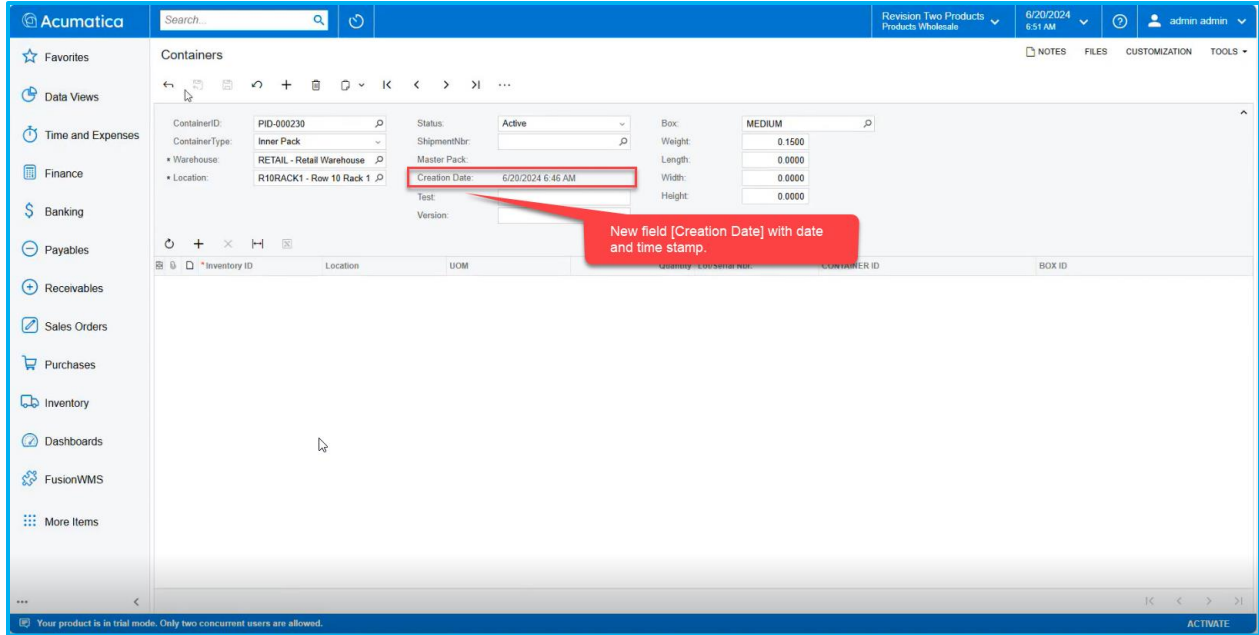 Acumatica
Search...
Revision Two Products
Products Wholesale
6/20/2024
6:51 AM
admin admin
Favorites
Data Views
Time and Expenses
Finance
Banking
Payables
Receivables
Sales Orders
Purchases
Inventory
Dashboards
FusionWMS
More Items
Containers
NOTES FILES CUSTOMIZATION TOOLS
ContainerID: PID-000230 Status: Active Box: MEDIUM
ContainerType: Inner Pack ShipmentNbr: Weight: 0.1500
Warehouse: RETAIL - Retail Warehouse Master Pack: Length: 0.0000
Location: R10RACK1 - Row 10 Rack 1 Creation Date: 6/20/2024 6:46 AM Width: 0.0000
Test: Height: 0.0000
Version:
New field [Creation Date] with date
and time stamp.
*Inventory ID Location UOM Quantity Lot/Serial Nbr. CONTAINER ID BOX ID
Your product is in trial mode. Only two concurrent users are allowed. ACTIVATE